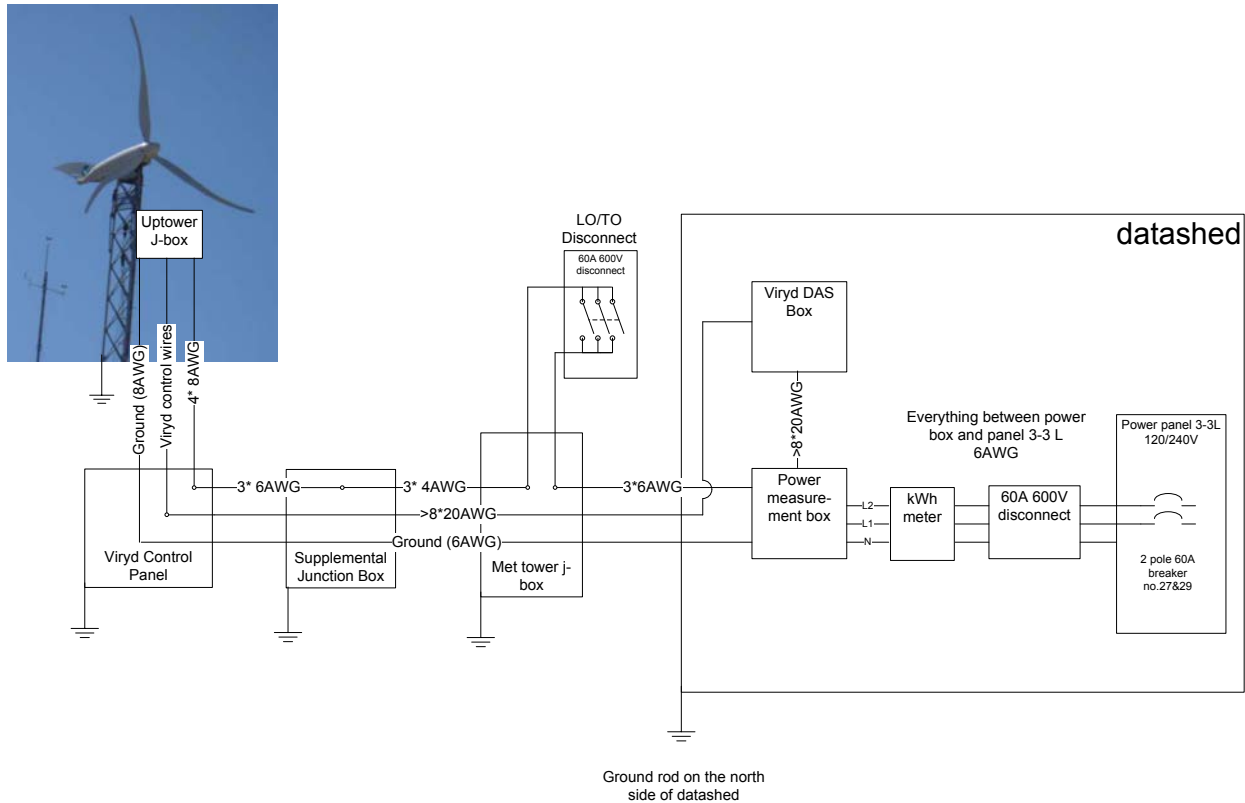 Uptower
J-box
Ground (8AWG)
Viryd control wires
4* 8AWG
LO/TO
Disconnect
60A 600V
disconnect
datashed
Viryd DAS
Box
>8*20AWG
Everything between power
box and panel 3-3 L
6AWG
Power panel 3-3L
120/240V
3* 6AWG
3* 4AWG
3*6AWG
>8*20AWG
Ground (6AWG)
Viryd Control
Panel
Supplemental
Junction Box
Met tower j-
box
Power
measure-
ment box
L2
L1
N
kWh
meter
60A 600V
disconnect
2 pole 60A
breaker
no.27&29
Ground rod on the north
side of datashed